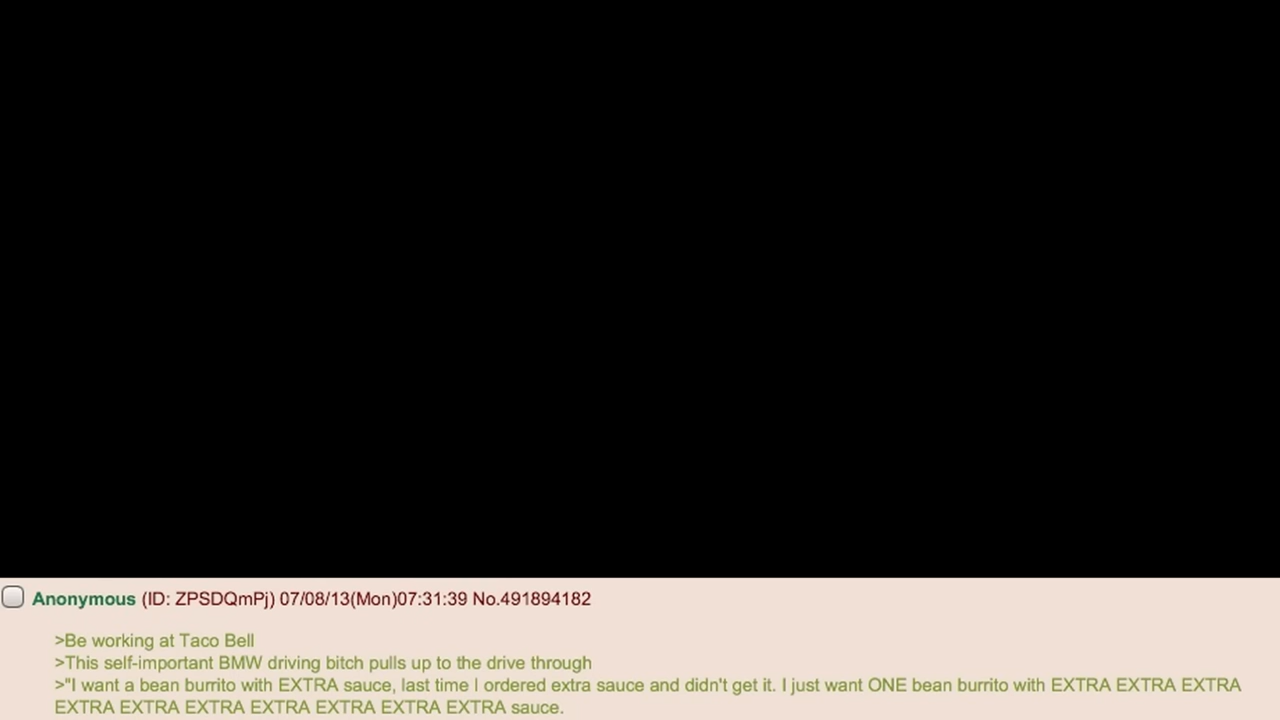 Anonymous (ID: ZPSDQmPj) 07/08/13(Mon)07:31:39 No.491894182
>Be working at Taco Bell
>This self-important BMW driving bitch pulls up to the drive through
>"I want a bean burrito with EXTRA sauce, last time I ordered extra sauce and didn't get it. I just want ONE bean burrito with EXTRA EXTRA EXTRA
EXTRA EXTRA EXTRA EXTRA EXTRA EXTRA EXTRA sauce.